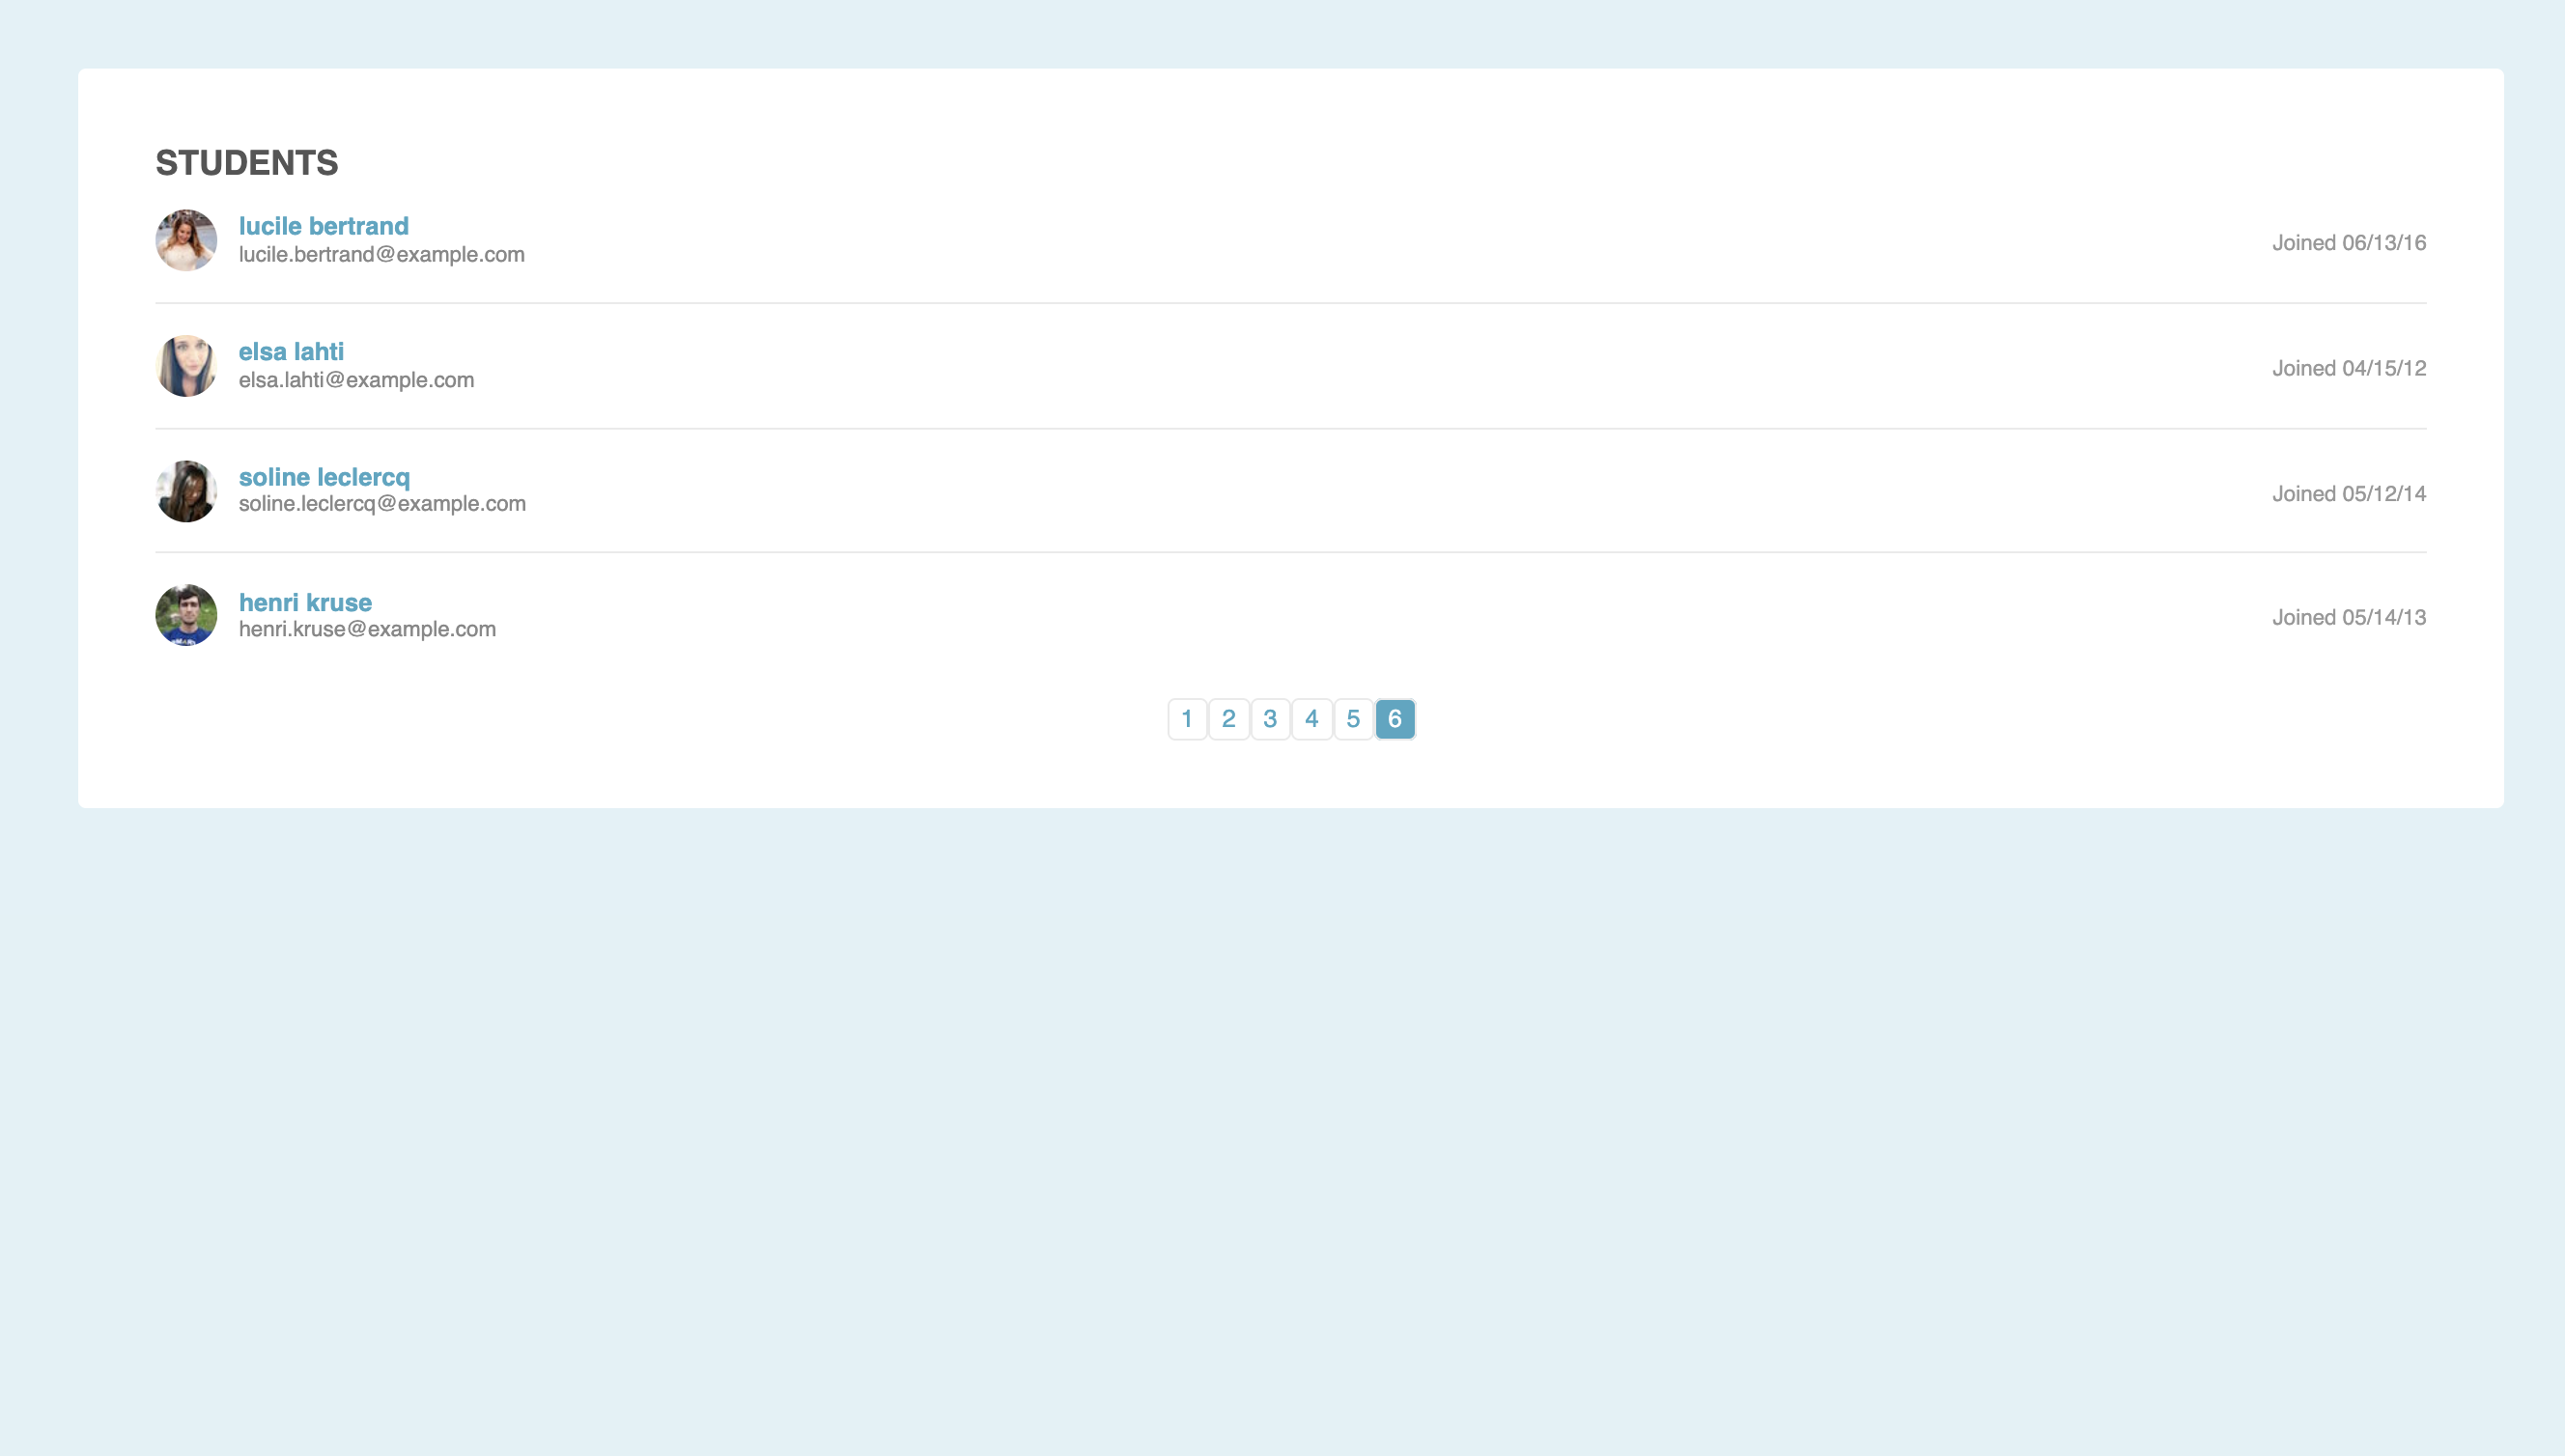 STUDENTS
lucile bertrand
lucile.bertrand@example.com
Joined 06/13/16
elsa lahti
elsa.lahti@example.com
Joined 04/15/12
soline leclercq
soline.leclercq@example.com
Joined 05/12/14
henri kruse
henri.kruse@example.com
Joined 05/14/13
1 2 3 4 5 6